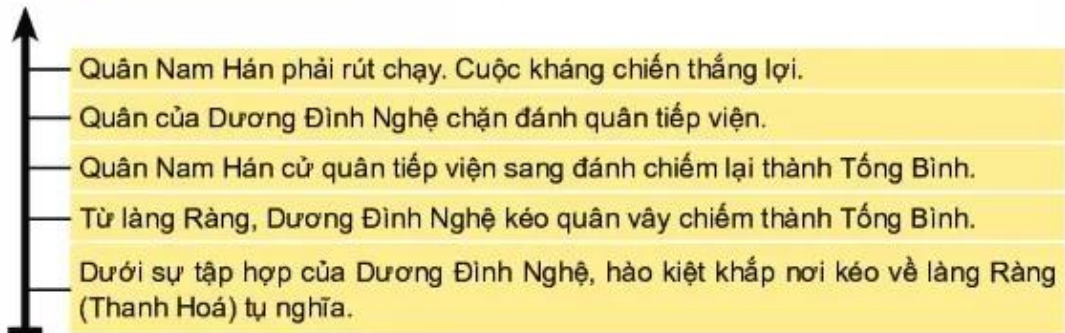 Quân Nam Hán phải rút chạy. Cuộc kháng chiến thắng lợi.
Quân của Dương Đình Nghệ chặn đánh quân tiếp viện.
Quân Nam Hán cử quân tiếp viện sang đánh chiếm lại thành Tống Bình.
Từ làng Ràng, Dương Đình Nghệ kéo quân vây chiếm thành Tống Bình.
Dưới sự tập hợp của Dương Đình Nghệ, hào kiệt khắp nơi kéo về làng Ràng
(Thanh Hoá) tụ nghĩa.